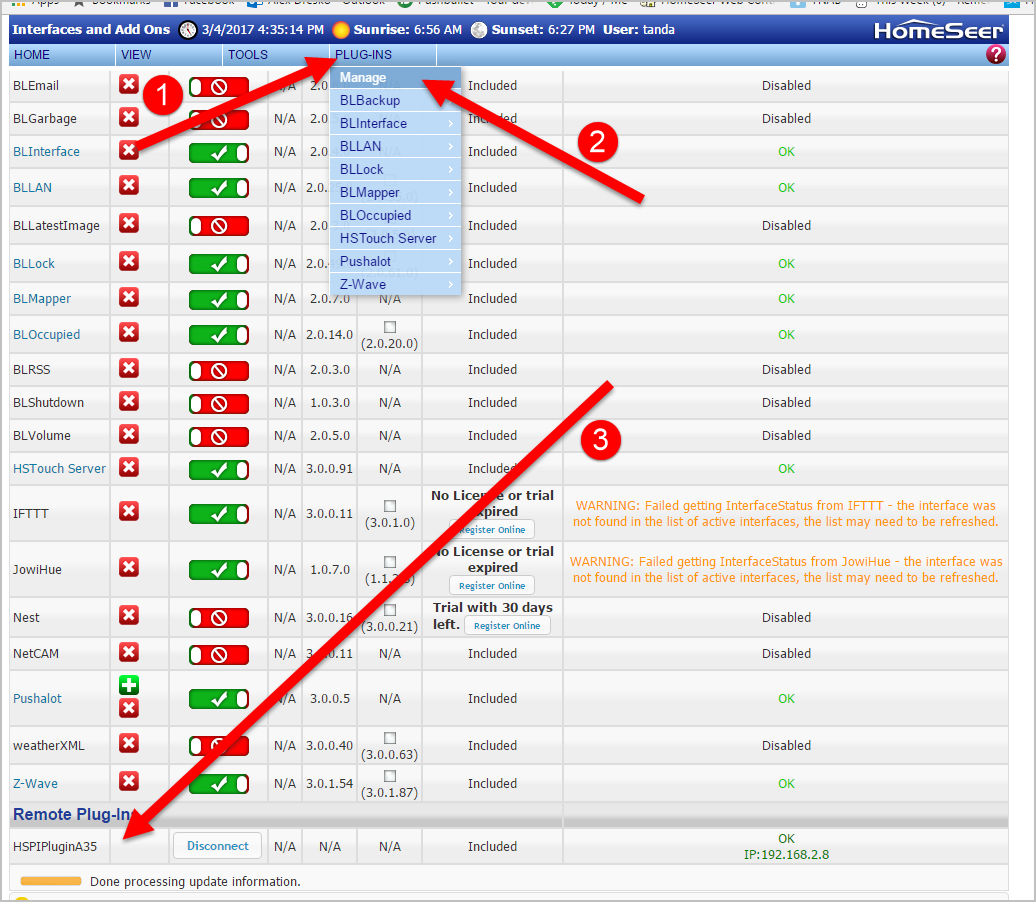 Apps Bookmarks Facebook Outlook Pushbullet
Interfaces and Add Ons 3/4/2017 4:35:14 PM Sunrise: 6:56 AM Sunset: 6:27 PM User: tanda HomeSeer
HOME VIEW TOOLS PLUG-INS ?
Manage
BLBackup
BLInterface
BLLAN
BLLock
BLMapper
BLOccupied
HSTouch Server
Pushalot
Z-Wave
1
2
3
BLEmail N/A 2.0. Included Disabled
BLGarbage N/A 2.0 Included Disabled
BLInterface N/A 2.0. Included OK
BLLAN N/A 2.0. Included OK
BLLatestImage N/A 2.0 Included Disabled
BLLock N/A 2.0. Included OK
BLMapper N/A 2.0.7.0 N/A Included OK
BLOccupied N/A 2.0.14.0 (2.0.20.0) Included OK
BLRSS N/A 2.0.3.0 N/A Included Disabled
BLShutdown N/A 1.0.3.0 N/A Included Disabled
BLVolume N/A 2.0.5.0 N/A Included Disabled
HSTouch Server N/A 3.0.0.91 N/A Included OK
IFTTT N/A 3.0.0.11 (3.0.1.0) No License or trial expired Register Online WARNING: Failed getting InterfaceStatus from IFTTT - the interface was
not found in the list of active interfaces, the list may need to be refreshed.
JowiHue N/A 1.0.7.0 No License or trial expired Register Online WARNING: Failed getting InterfaceStatus from JowiHue - the interface was
not found in the list of active interfaces, the list may need to be refreshed.
Nest N/A 3.0.0.16 (3.0.0.21) Trial with 30 days left. Register Online Disabled
NetCAM N/A 0.11 N/A Included Disabled
Pushalot N/A 3.0.0.5 N/A Included OK
weatherXML N/A 3.0.0.40 (3.0.0.63) Included Disabled
Z-Wave N/A 3.0.1.54 (3.0.1.87) Included OK
Remote Plug-Ins
HSPIPluginA35 Disconnect N/A N/A N/A Included OK
IP:192.168.2.8
Done processing update information.